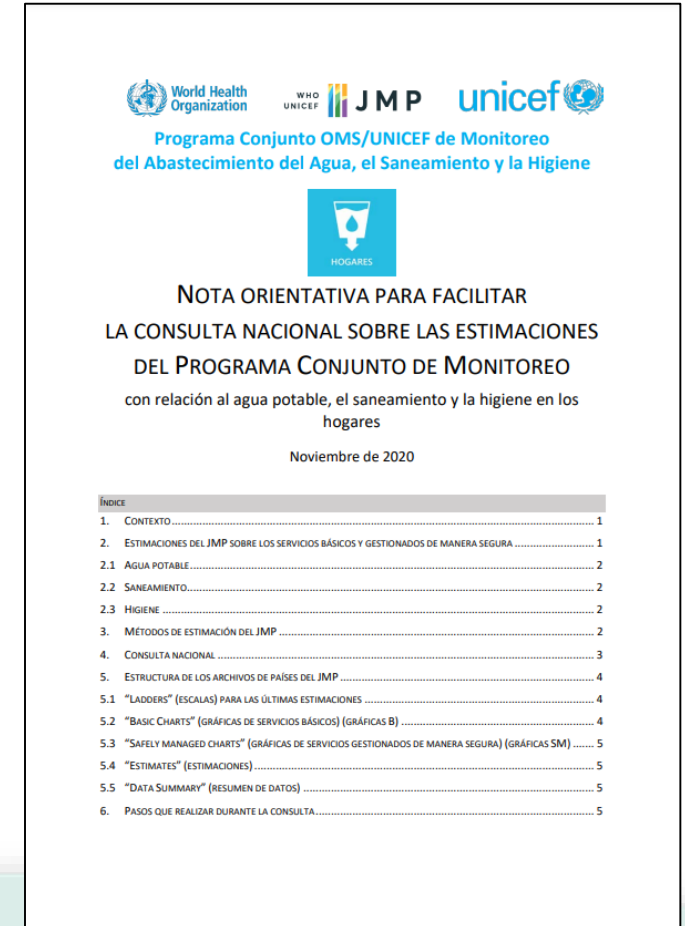 World Health
Organization
WHO
UNICEF
JMP
unicef
Programa Conjunto OMS/UNICEF de Monitoreo
del Abastecimiento del Agua, el Saneamiento y la Higiene
HOGARES
NOTA ORIENTATIVA PARA FACILITAR
LA CONSULTA NACIONAL SOBRE LAS ESTIMACIONES
DEL PROGRAMA CONJUNTO DE MONITOREO
con relación al agua potable, el saneamiento y la higiene en los
hogares
Noviembre de 2020
ÍNDICE
1. CONTEXTO 1
2. ESTIMACIONES DEL JMP SOBRE LOS SERVICIOS BÁSICOS Y GESTIONADOS DE MANERA SEGURA 1
2.1 AGUA POTABLE 2
2.2 SANEAMIENTO 2
2.3 HIGIENE 2
3. MÉTODOS DE ESTIMACIÓN DEL JMP 2
4. CONSULTA NACIONAL 3
5. ESTRUCTURA DE LOS ARCHIVOS DE PAÍSES DEL JMP 4
5.1 "LADDERS" (ESCALAS) PARA LAS ÚLTIMAS ESTIMACIONES 4
5.2 "BASIC CHARTS" (GRÁFICAS DE SERVICIOS BÁSICOS) (GRÁFICAS B) 4
5.3 "SAFELY MANAGED CHARTS" (GRÁFICAS DE SERVICIOS GESTIONADOS DE MANERA SEGURA) (GRÁFICAS SM) 5
5.4 "ESTIMATES" (ESTIMACIONES) 5
5.5 "DATA SUMMARY" (RESUMEN DE DATOS) 5
6. PASOS QUE REALIZAR DURANTE LA CONSULTA 5